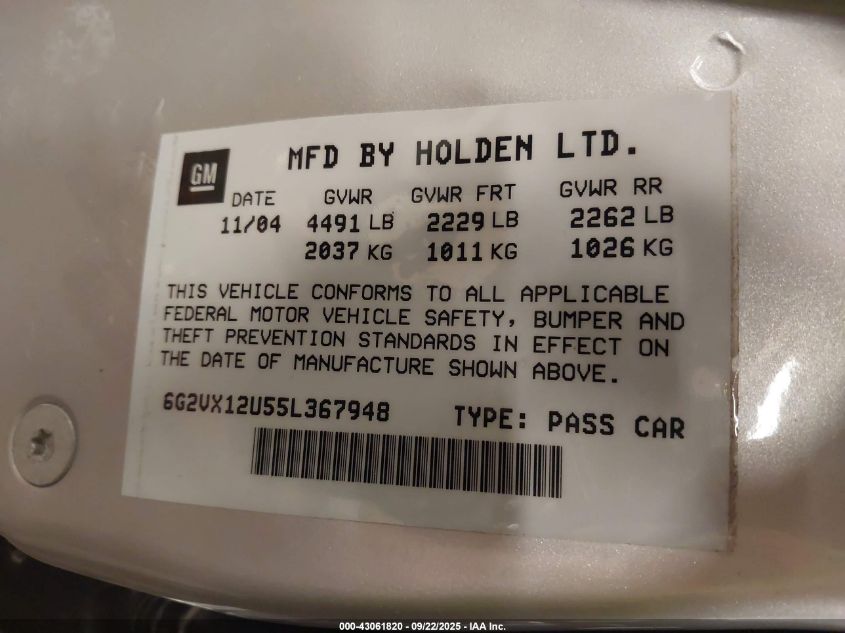 GM
MFD BY HOLDEN LTD.
DATE GVWR GVWR FRT GVWR RR
11/04 4491 LB 2229 LB 2262 LB
2037 KG 1011 KG 1026 KG
THIS VEHICLE CONFORMS TO ALL APPLICABLE
FEDERAL MOTOR VEHICLE SAFETY, BUMPER AND
THEFT PREVENTION STANDARDS IN EFFECT ON
THE DATE OF MANUFACTURE SHOWN ABOVE.
6G2VX12U55L367948 TYPE: PASS CAR
000-43061820 - 09/22/2025 - IAA Inc.